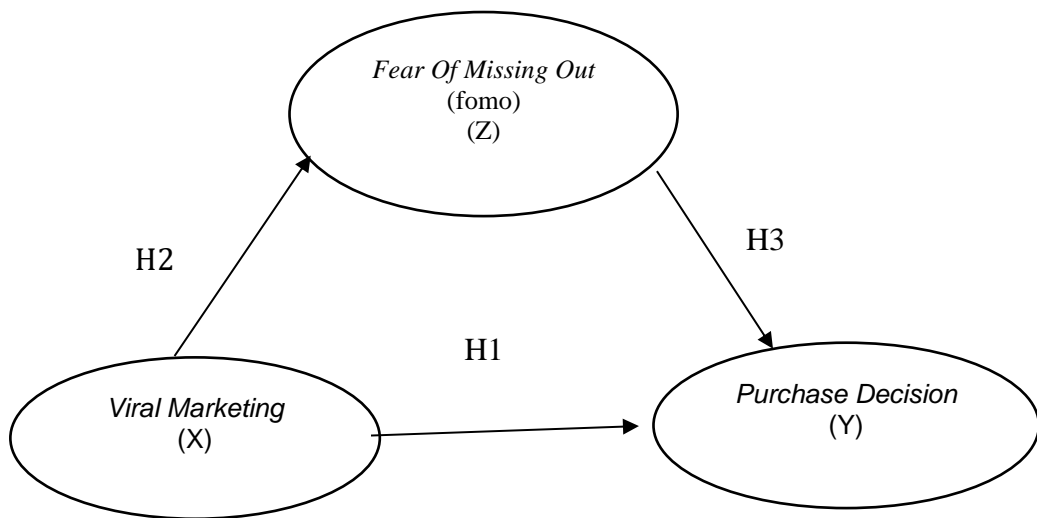 Fear Of Missing Out
(fomo)
(Z)
H2
H3
H1
Viral Marketing
(X)
Purchase Decision
(Y)